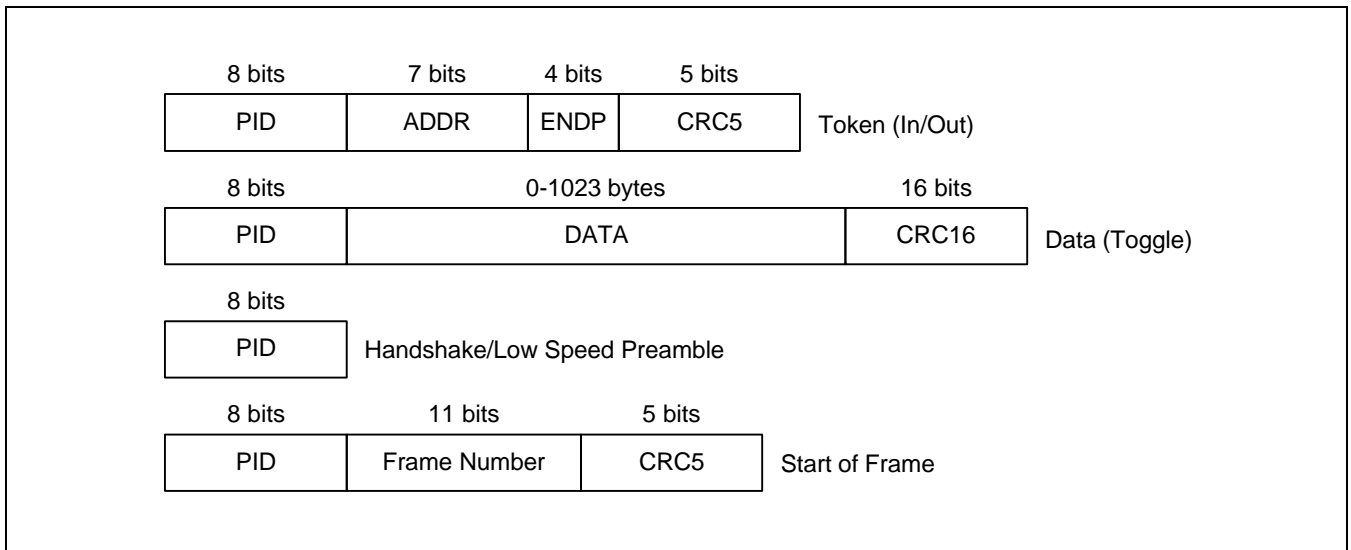 8 bits 7 bits 4 bits 5 bits
PID ADDR ENDP CRC5 Token (In/Out)
8 bits 0-1023 bytes 16 bits
PID DATA CRC16 Data (Toggle)
8 bits
PID Handshake/Low Speed Preamble
8 bits 11 bits 5 bits
PID Frame Number CRC5 Start of Frame